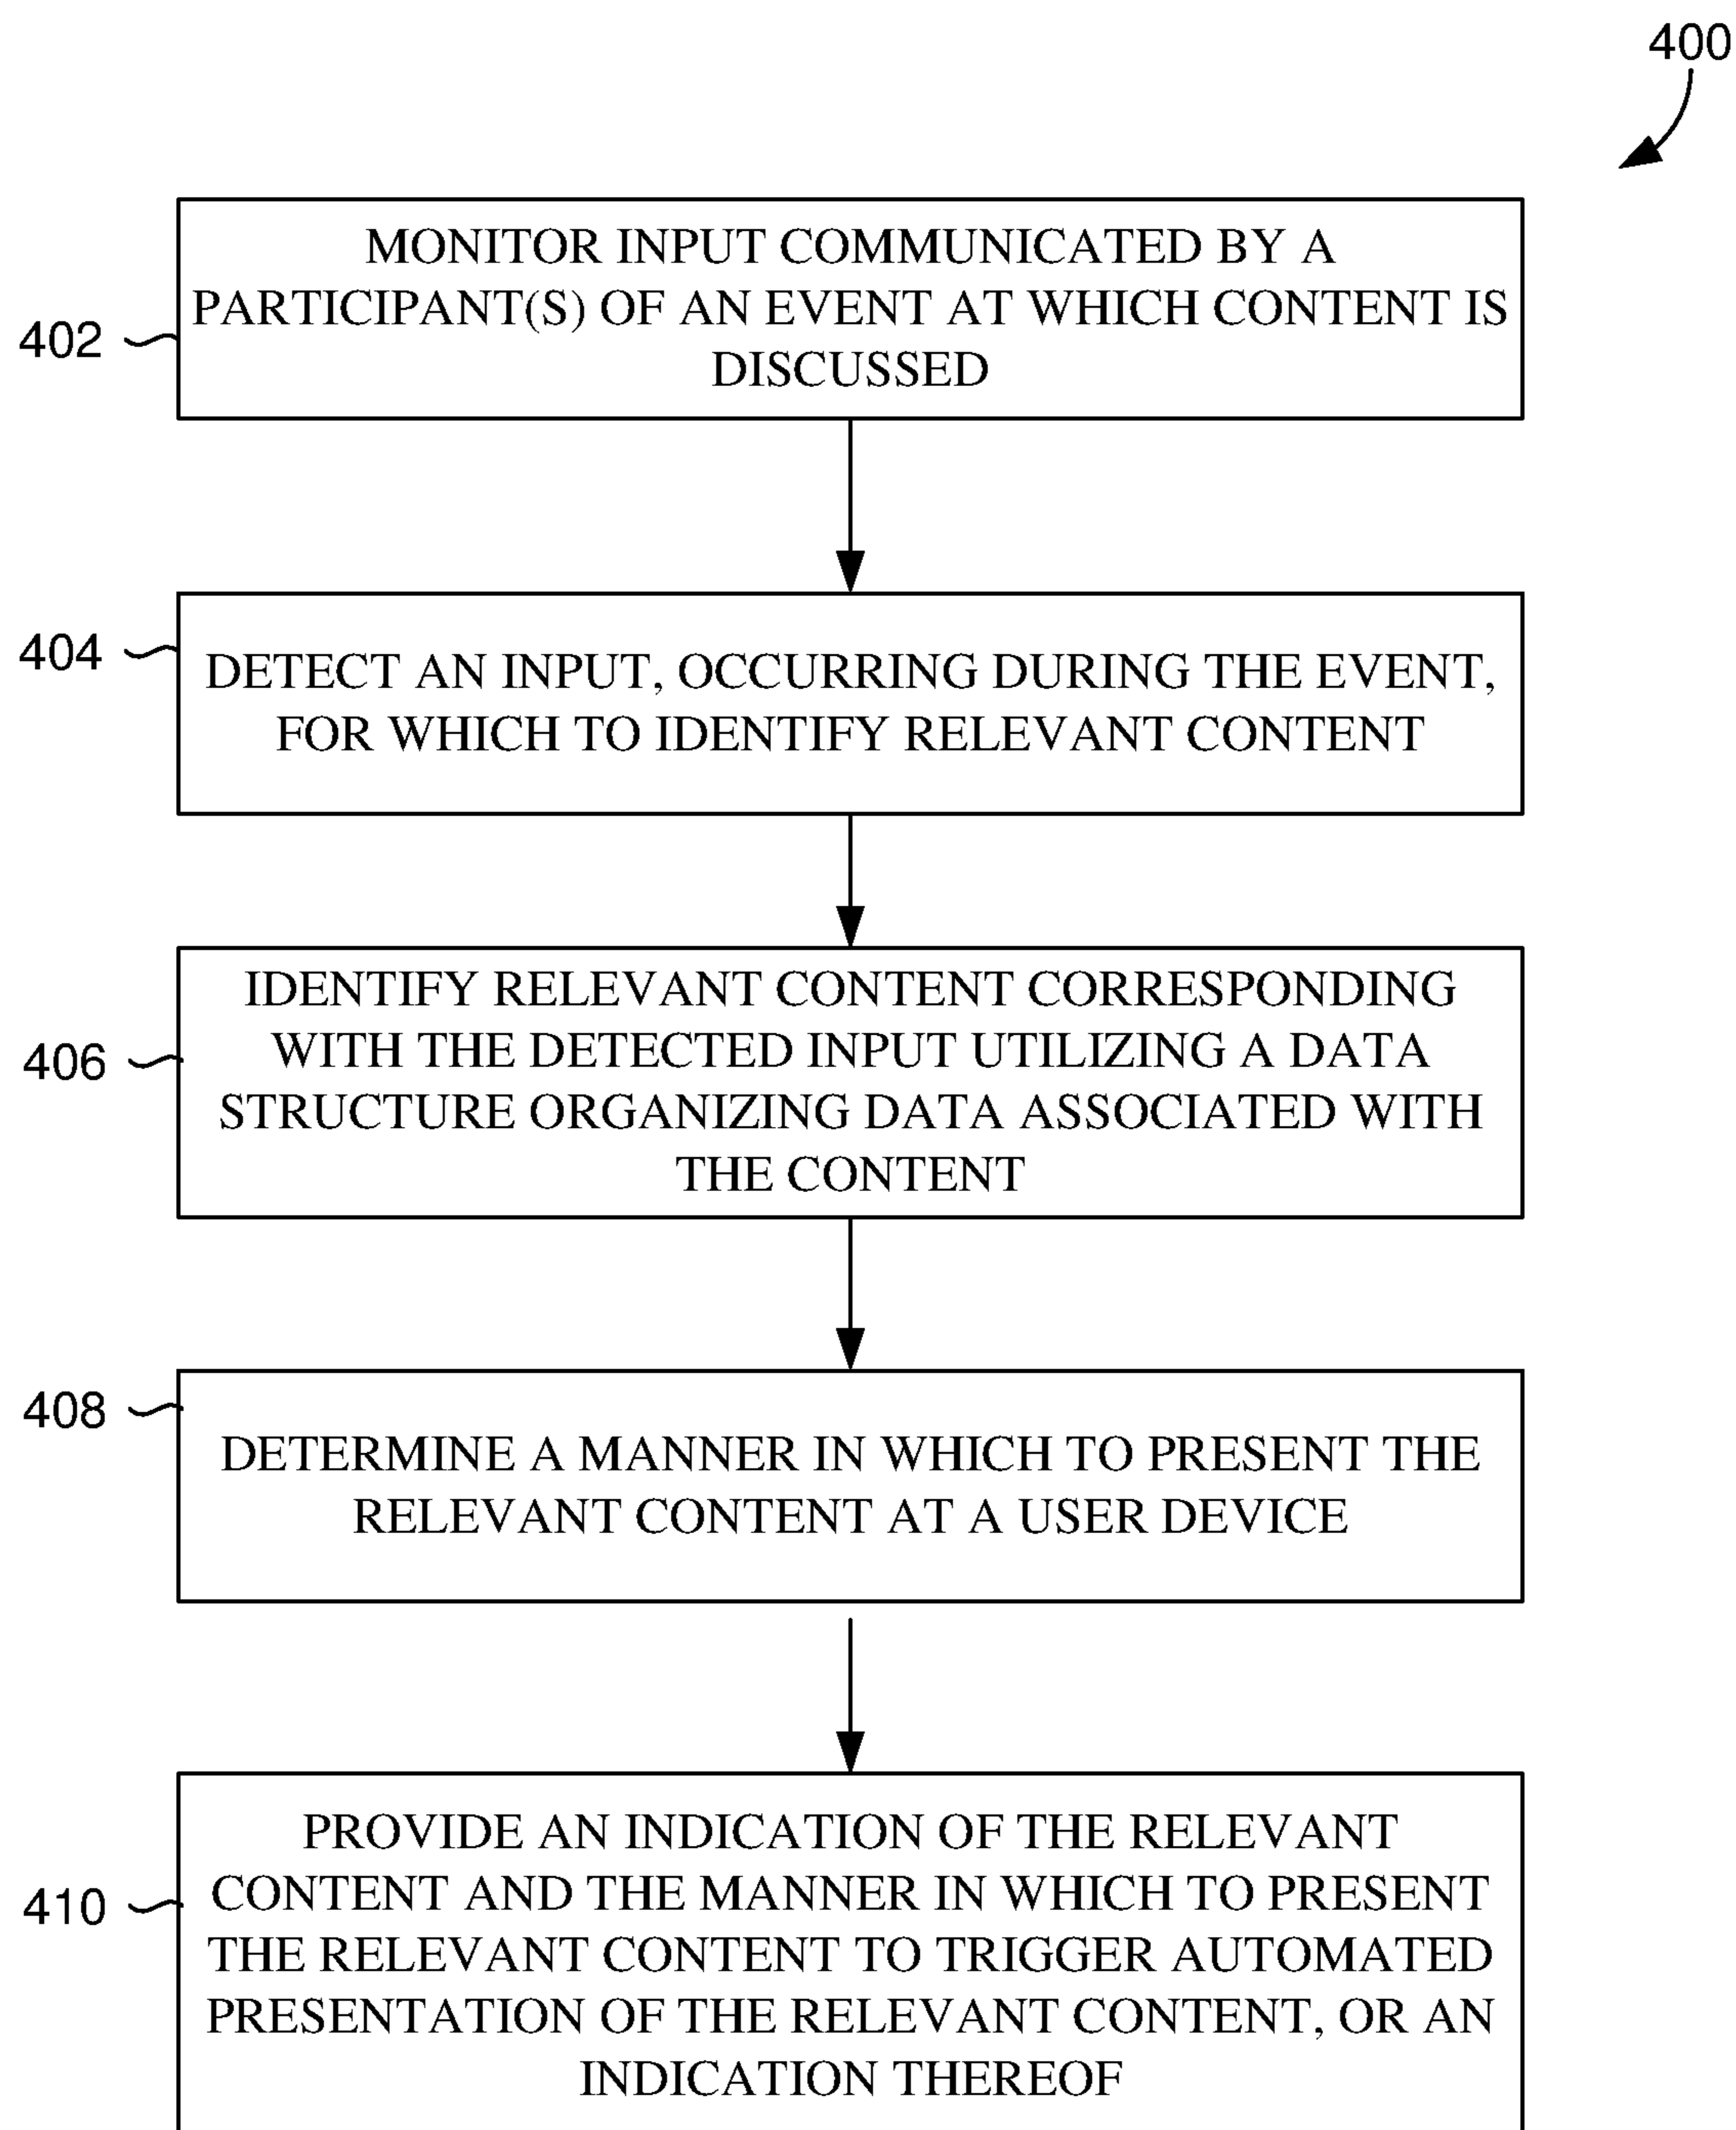 400
MONITOR INPUT COMMUNICATED BY A
PARTICIPANT(S) OF AN EVENT AT WHICH CONTENT IS
DISCUSSED
402
404
DETECT AN INPUT, OCCURRING DURING THE EVENT,
FOR WHICH TO IDENTIFY RELEVANT CONTENT
IDENTIFY RELEVANT CONTENT CORRESPONDING
WITH THE DETECTED INPUT UTILIZING A DATA
STRUCTURE ORGANIZING DATA ASSOCIATED WITH
THE CONTENT
406
408
DETERMINE A MANNER IN WHICH TO PRESENT THE
RELEVANT CONTENT AT A USER DEVICE
PROVIDE AN INDICATION OF THE RELEVANT
CONTENT AND THE MANNER IN WHICH TO PRESENT
THE RELEVANT CONTENT TO TRIGGER AUTOMATED
PRESENTATION OF THE RELEVANT CONTENT, OR AN
INDICATION THEREOF
410